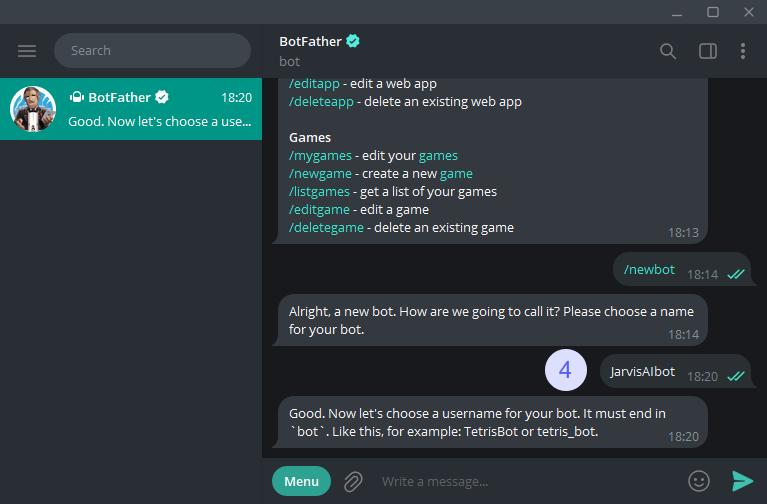 Search
BotFather
18:20
Good. Now let's choose a use...
BotFather
bot
/editapp - edit a web app
/deleteapp - delete an existing web app
Games
/mygames - edit your games
/newgame - create a new game
/listgames - get a list of your games
/editgame - edit a game
/deletegame - delete an existing game
18:13
/newbot 18:14
Alright, a new bot. How are we going to call it? Please choose a name
for your bot.
18:14
4
JarvisAIbot 18:20
Good. Now let's choose a username for your bot. It must end in
`bot`. Like this, for example: TetrisBot or tetris_bot.
18:20
Menu
Write a message...